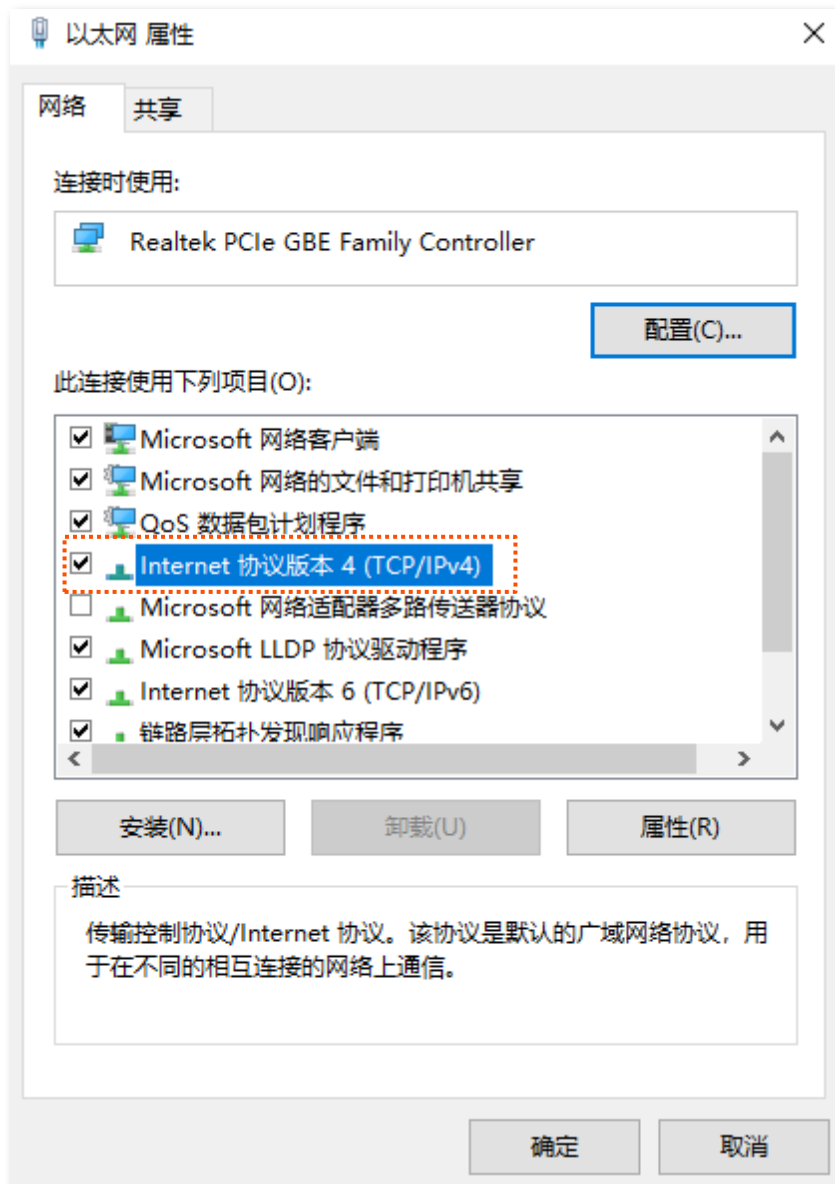 以太网 属性
网络
共享
连接时使用:
Realtek PCIe GBE Family Controller
配置(C)...
此连接使用下列项目(O):
Microsoft 网络客户端
Microsoft 网络的文件和打印机共享
QoS 数据包计划程序
Internet 协议版本 4 (TCP/IPv4)
Microsoft 网络适配器多路传送器协议
Microsoft LLDP 协议驱动程序
Internet 协议版本 6 (TCP/IPv6)
链路层拓扑发现响应程序
安装(N)...
卸载(U)
属性(R)
描述
传输控制协议/Internet 协议。该协议是默认的广域网络协议，用
于在不同的相互连接的网络上通信。
确定
取消